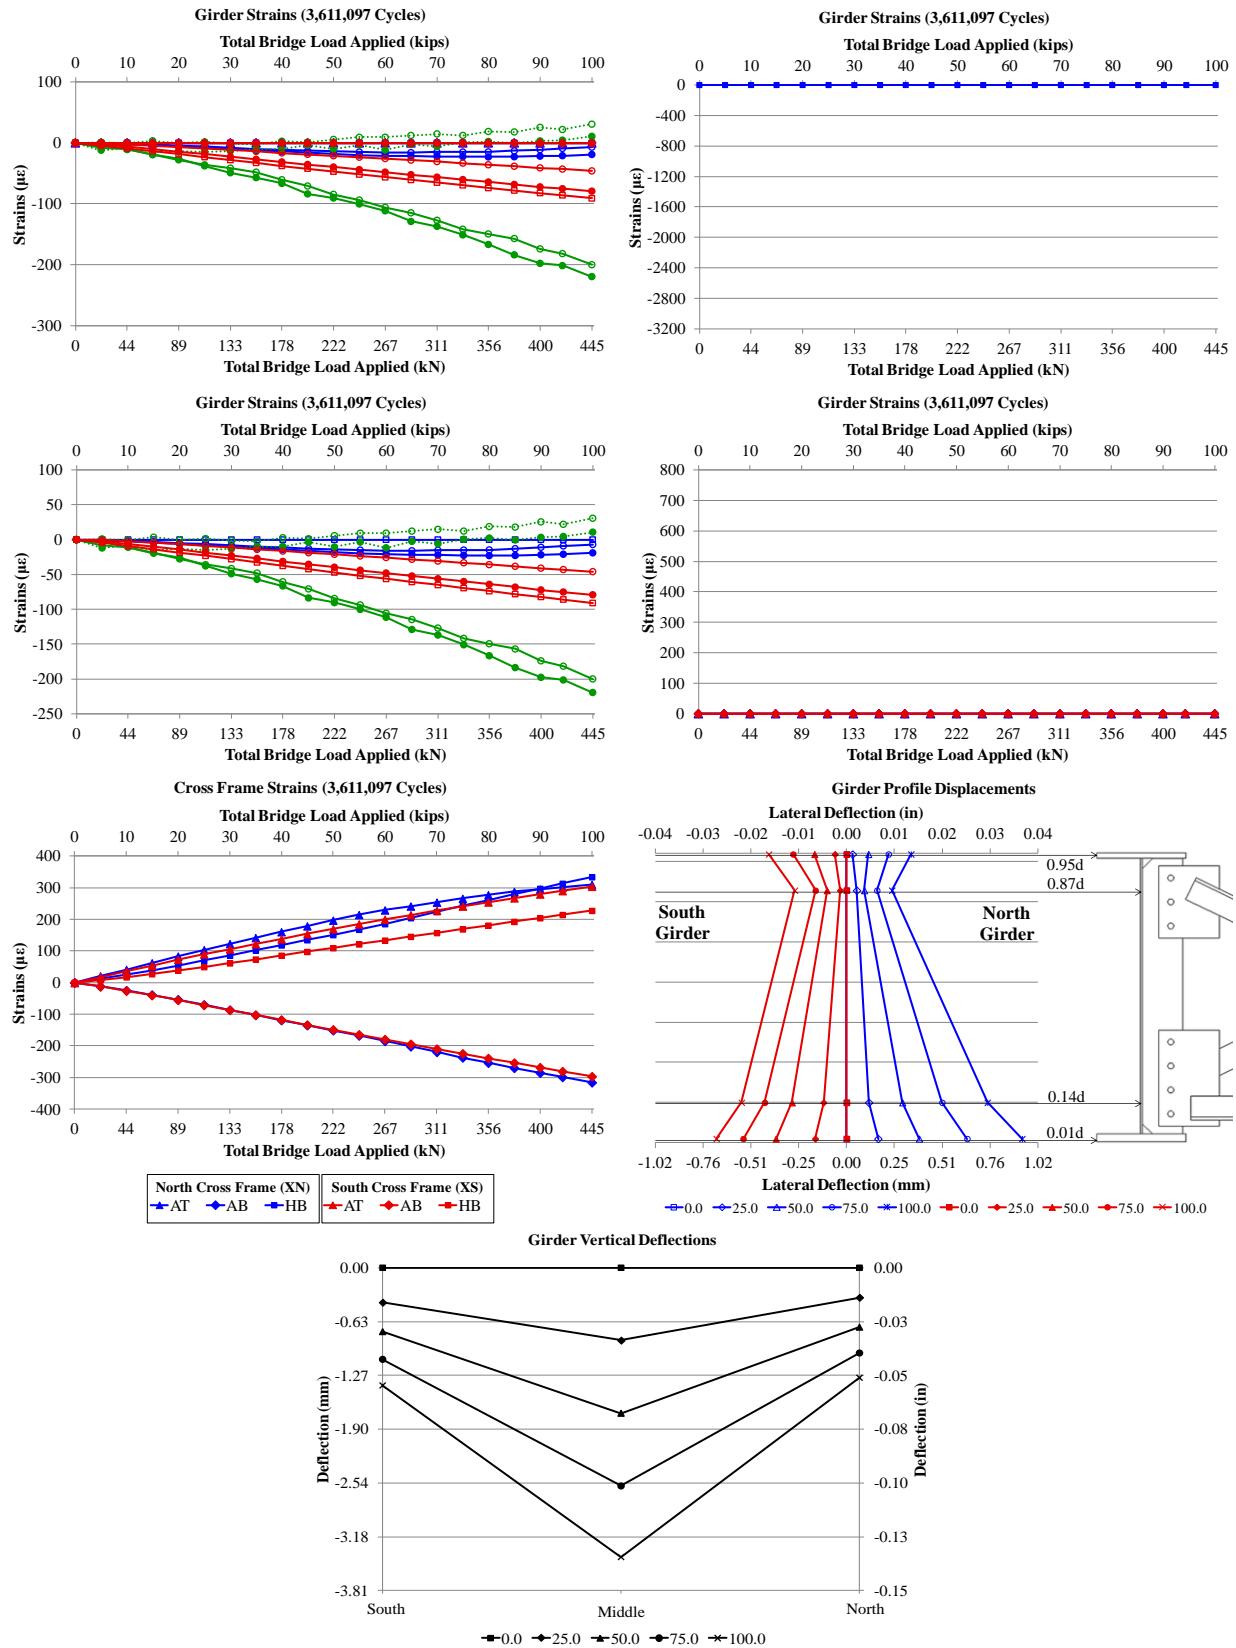 Girder Strains (3,611,097 Cycles)
Total Bridge Load Applied (kips)
0 10 20 30 40 50 60 70 80 90 100
100
0
-100
-200
-300
Strains (με)
0 44 89 133 178 222 267 311 356 400 445
Total Bridge Load Applied (kN)
Girder Strains (3,611,097 Cycles)
Total Bridge Load Applied (kips)
0 10 20 30 40 50 60 70 80 90 100
0
-400
-800
-1200
-1600
-2000
-2400
-2800
-3200
Strains (με)
0 44 89 133 178 222 267 311 356 400 445
Total Bridge Load Applied (kN)
Girder Strains (3,611,097 Cycles)
Total Bridge Load Applied (kips)
0 10 20 30 40 50 60 70 80 90 100
100
50
0
-50
-100
-150
-200
-250
Strains (με)
0 44 89 133 178 222 267 311 356 400 445
Total Bridge Load Applied (kN)
Girder Strains (3,611,097 Cycles)
Total Bridge Load Applied (kips)
0 10 20 30 40 50 60 70 80 90 100
800
700
600
500
400
300
200
100
0
Strains (με)
0 44 89 133 178 222 267 311 356 400 445
Total Bridge Load Applied (kN)
Cross Frame Strains (3,611,097 Cycles)
Total Bridge Load Applied (kips)
0 10 20 30 40 50 60 70 80 90 100
400
300
200
100
0
-100
-200
-300
-400
Strains (με)
0 44 89 133 178 222 267 311 356 400 445
Total Bridge Load Applied (kN)
North Cross Frame (XN) South Cross Frame (XS)
AT AB HB AT AB HB
Girder Profile Displacements
Lateral Deflection (in)
-0.04 -0.03 -0.02 -0.01 0.00 0.01 0.02 0.03 0.04
0.95d
0.87d
South
Girder
North
Girder
0.14d
0.01d
-1.02 -0.76 -0.51 -0.25 0.00 0.25 0.51 0.76 1.02
Lateral Deflection (mm)
0.0 25.0 50.0 75.0 100.0 0.0 25.0 50.0 75.0 100.0
Girder Vertical Deflections
0.00
-0.63
-1.27
-1.90
-2.54
-3.18
-3.81
Deflection (mm)
0.00
-0.03
-0.05
-0.08
-0.10
-0.13
-0.15
Deflection (in)
South Middle North
0.0 25.0 50.0 75.0 100.0